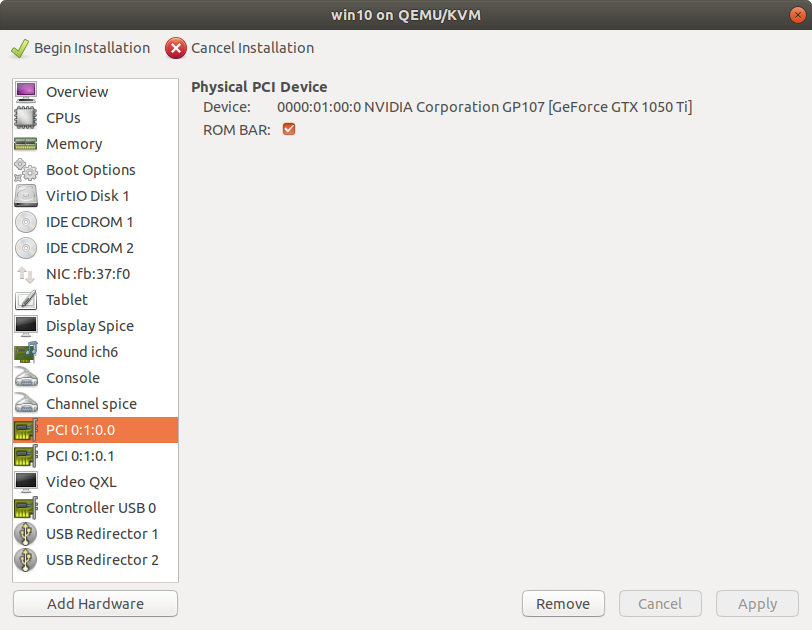 win10 on QEMU/KVM
Begin Installation
Cancel Installation
Overview
CPUs
Memory
Boot Options
VirtIO Disk 1
IDE CDROM 1
IDE CDROM 2
NIC :fb:37:f0
Tablet
Display Spice
Sound ich6
Console
Channel spice
PCI 0:1:0.0
PCI 0:1:0.1
Video QXL
Controller USB 0
USB Redirector 1
USB Redirector 2
Add Hardware
Physical PCI Device
Device: 0000:01:00:0 NVIDIA Corporation GP107 [GeForce GTX 1050 Ti]
ROM BAR:
Remove
Cancel
Apply